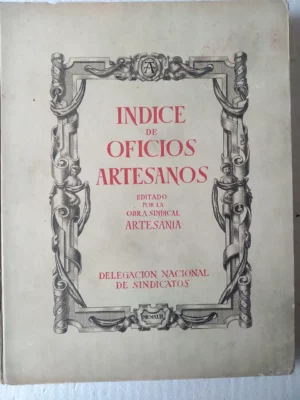 INDICE
DE
OFICIOS
ARTESANOS
EDITADO
POR LA
OBRA SINDICAL
ARTESANIA
DELEGACION NACIONAL
DE SINDICATOS